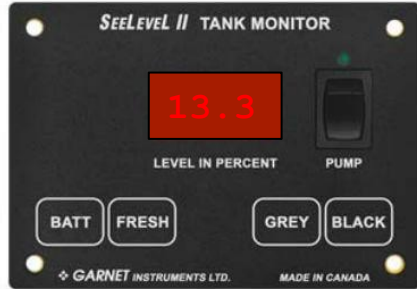 SEELEVEL II TANK MONITOR
13.3
LEVEL IN PERCENT
PUMP
BATT
FRESH
GREY
BLACK
❖ GARNET INSTRUMENTS LTD.
MADE IN CANADA